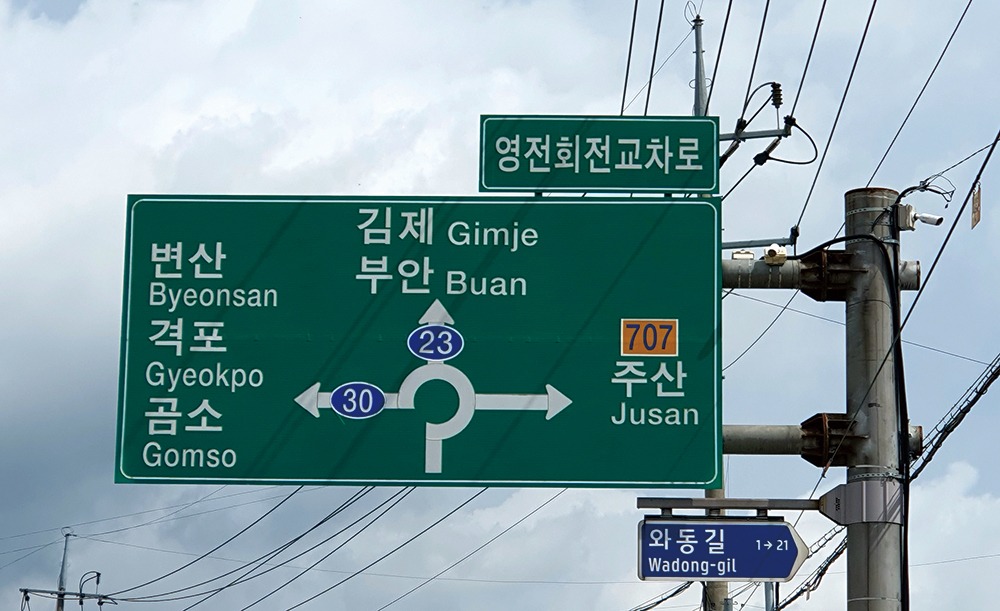 영전회전교차로
김제 Gimje
부안 Buan
변산
Byeonsan
격포
Gyeokpo
곰소
Gomso
23
30
707
주산
Jusan
와동길 1→21
Wadong-gil